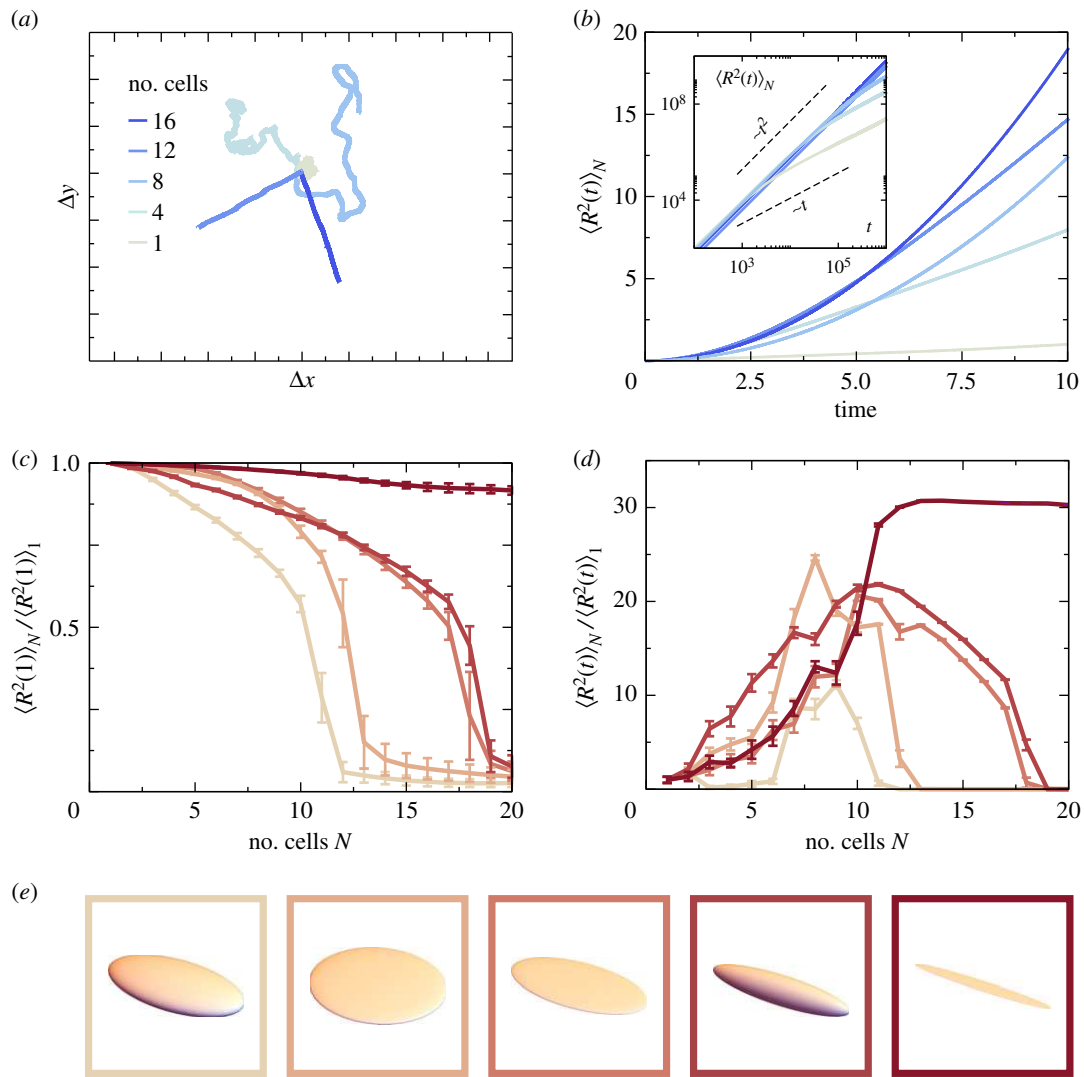 (a)
no. cells
16
12
8
4
1
Δy
Δx
(b)
⟨R²(t)⟩_N
20
15
10
5
0
2.5
5.0
7.5
10
time
⟨R²(t)⟩_N
10⁸
10⁴
10³
10⁵
~t²
~t
t
(c)
⟨R²(1)⟩_N / ⟨R²(1)⟩₁
1.0
0.5
0
5
10
15
20
no. cells N
(d)
⟨R²(t)⟩_N / ⟨R²(t)⟩₁
30
20
10
0
5
10
15
20
no. cells N
(e)